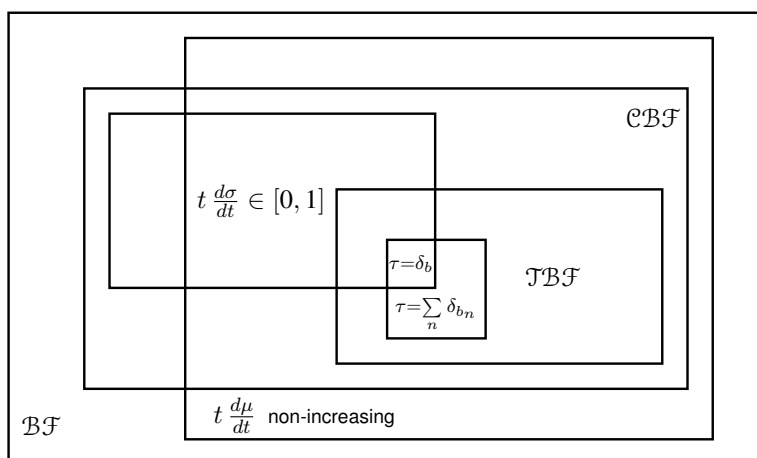 𝒞ℬℱ
t dσ/dt ∈ [0, 1]
τ=δ_b
𝒯ℬℱ
τ=∑_n δ_{b_n}
t dμ/dt non-increasing
ℬℱ